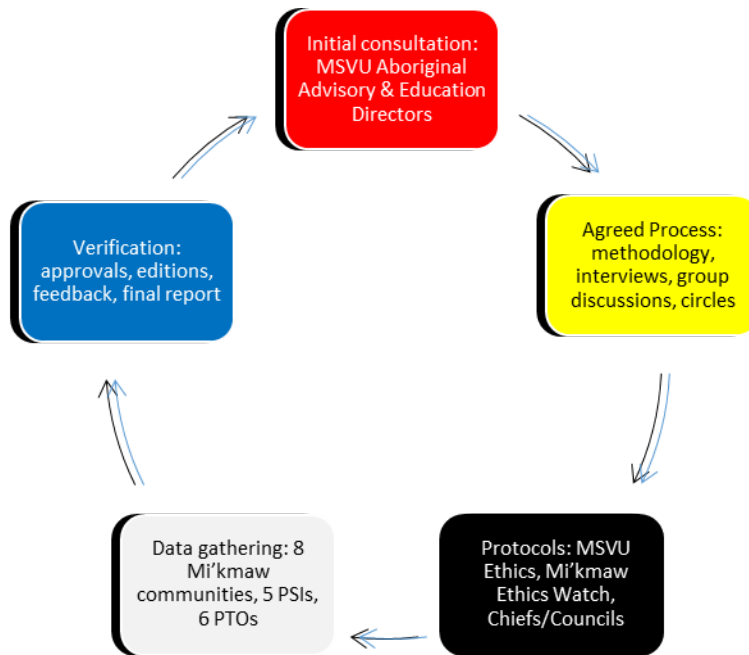 Initial consultation:
MSVU Aboriginal
Advisory & Education
Directors
Agreed Process:
methodology,
interviews, group
discussions, circles
Protocols: MSVU
Ethics, Mi’kmaw
Ethics Watch,
Chiefs/Councils
Data gathering: 8
Mi’kmaw
communities, 5 PSIs,
6 PTOs
Verification:
approvals, editions,
feedback, final report